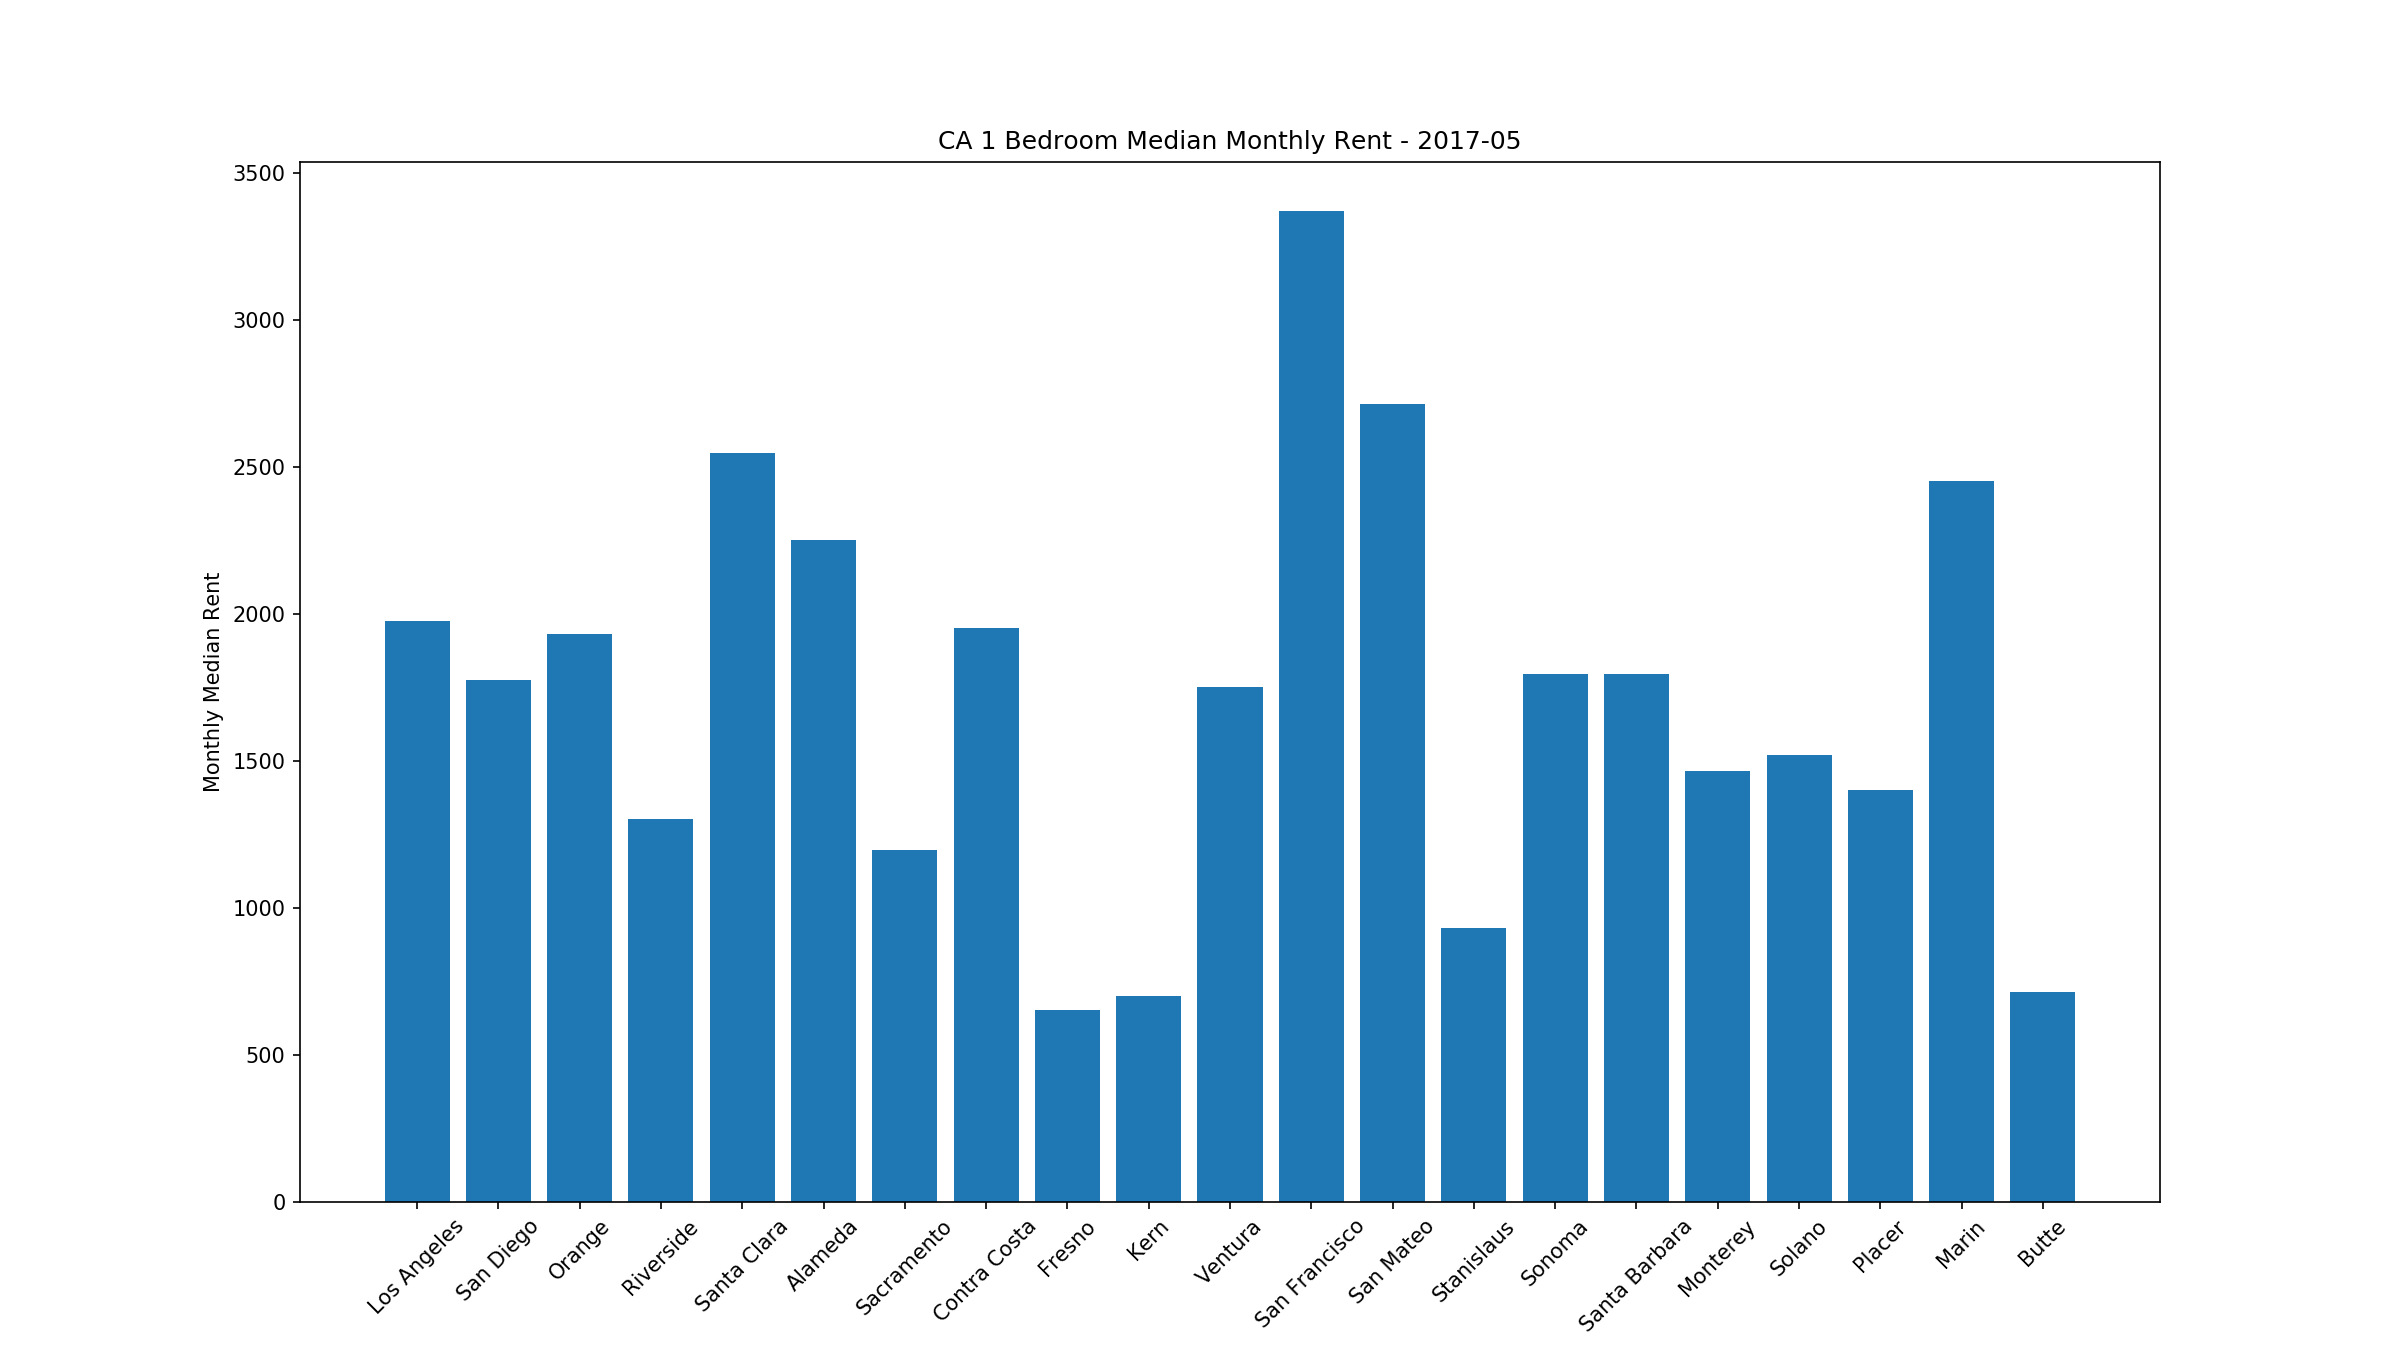 CA 1 Bedroom Median Monthly Rent - 2017-05
Monthly Median Rent
3500
3000
2500
2000
1500
1000
500
0
Los Angeles
San Diego
Orange
Riverside
Santa Clara
Alameda
Sacramento
Contra Costa
Fresno
Kern
Ventura
San Francisco
San Mateo
Stanislaus
Sonoma
Santa Barbara
Monterey
Solano
Placer
Marin
Butte